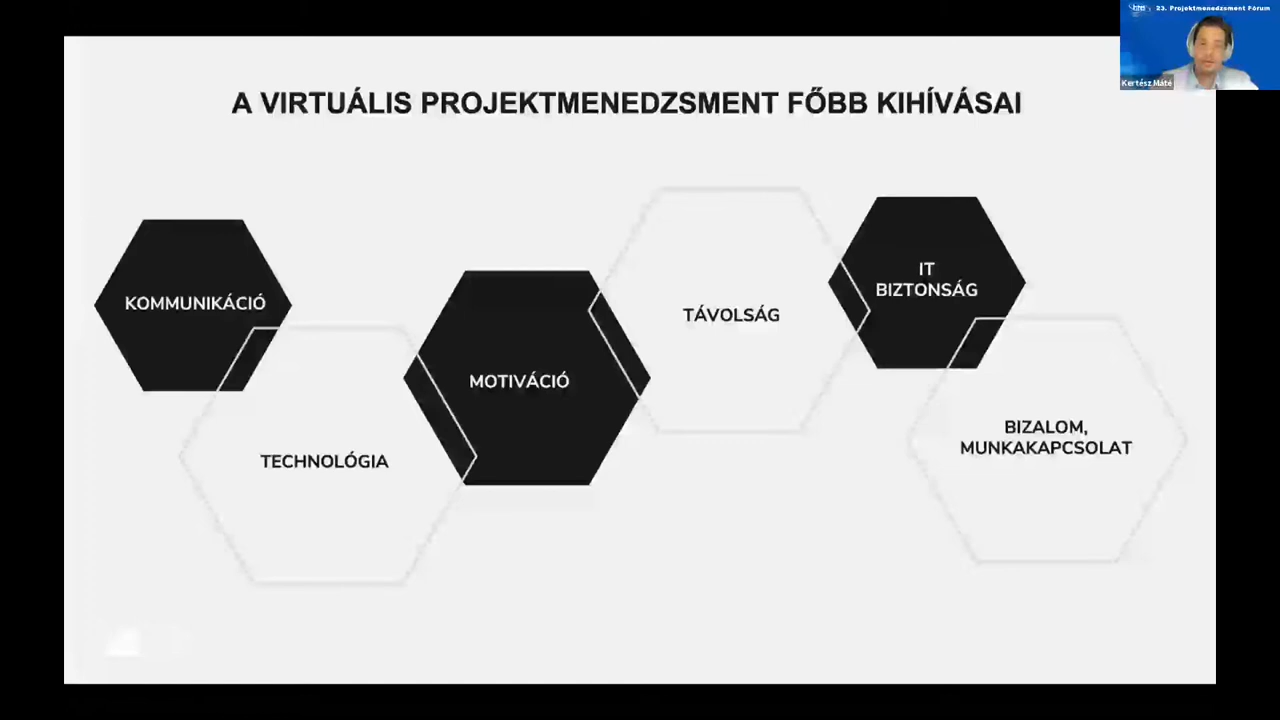 23. Projektmenedzsment Fórum
Kertész Máté
A VIRTUÁLIS PROJEKTMENEDZSMENT FŐBB KIHÍVÁSAI
KOMMUNIKÁCIÓ
TECHNOLÓGIA
MOTIVÁCIÓ
TÁVOLSÁG
IT
BIZTONSÁG
BIZALOM,
MUNKAKAPCSOLAT